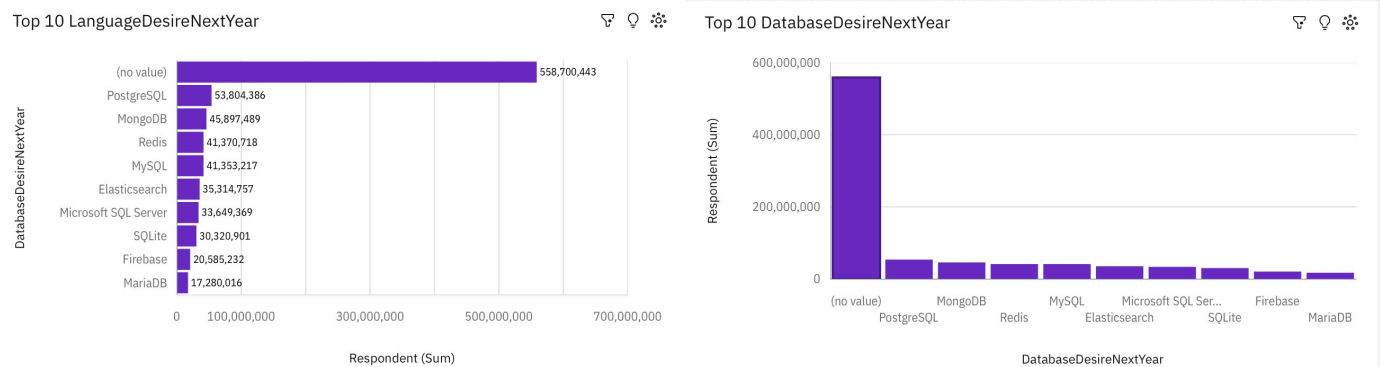 Top 10 LanguageDesireNextYear
DatabaseDesireNextYear
(no value) 558,700,443
PostgreSQL 53,804,386
MongoDB 45,897,489
Redis 41,370,718
MySQL 41,353,217
Elasticsearch 35,314,757
Microsoft SQL Server 33,649,369
SQLite 30,320,901
Firebase 20,585,232
MariaDB 17,280,016
0 100,000,000 300,000,000 500,000,000 700,000,000
Respondent (Sum)
Top 10 DatabaseDesireNextYear
Respondent (Sum)
600,000,000
400,000,000
200,000,000
0
(no value) MongoDB MySQL Microsoft SQL Ser... Firebase
PostgreSQL Redis Elasticsearch SQLite MariaDB
DatabaseDesireNextYear